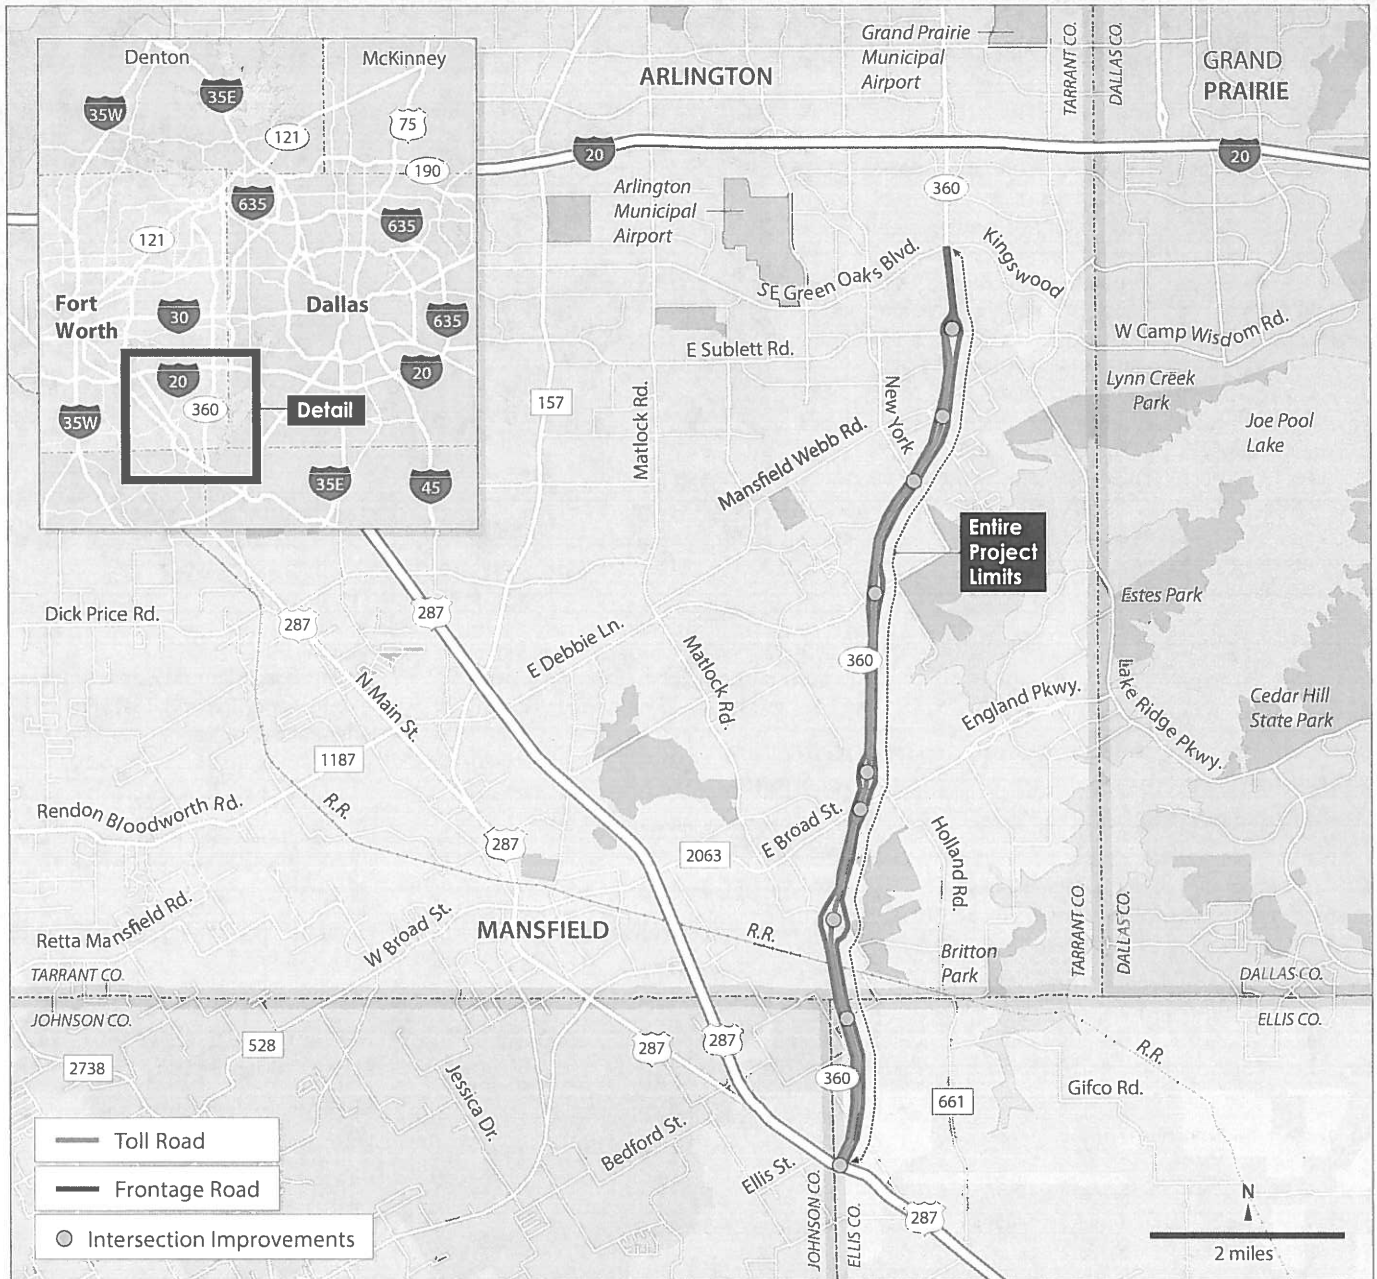 Denton
McKinney
35W
35E
121
75
190
635
635
121
Fort
Worth
Dallas
30
635
20
20
360
Detail
35W
35E
45
ARLINGTON
Grand Prairie
Municipal
Airport
TARRANT CO.
DALLAS CO.
GRAND
PRAIRIE
20
20
Arlington
Municipal
Airport
360
Kingswood
SE Green Oaks Blvd.
E Sublett Rd.
W Camp Wisdom Rd.
Lynn Creek
Park
Joe Pool
Lake
157
Matlock Rd.
New York
Mansfield Webb Rd.
Entire
Project
Limits
Estes Park
Dick Price Rd.
287
287
E Debbie Ln.
Matlock Rd.
360
N Main St.
England Pkwy.
Lake Ridge Pkwy.
Cedar Hill
State Park
1187
Rendon Bloodworth Rd.
R.R.
287
2063
E Broad St.
Holland Rd.
Retta Mansfield Rd.
W Broad St.
MANSFIELD
R.R.
Britton
Park
TARRANT CO.
DALLAS CO.
TARRANT CO.
JOHNSON CO.
DALLAS CO.
ELLIS CO.
2738
528
287
287
360
661
R.R.
Gifco Rd.
Jessica Dr.
Bedford St.
Ellis St.
JOHNSON CO.
ELLIS CO.
287
Toll Road
Frontage Road
Intersection Improvements
N
2 miles